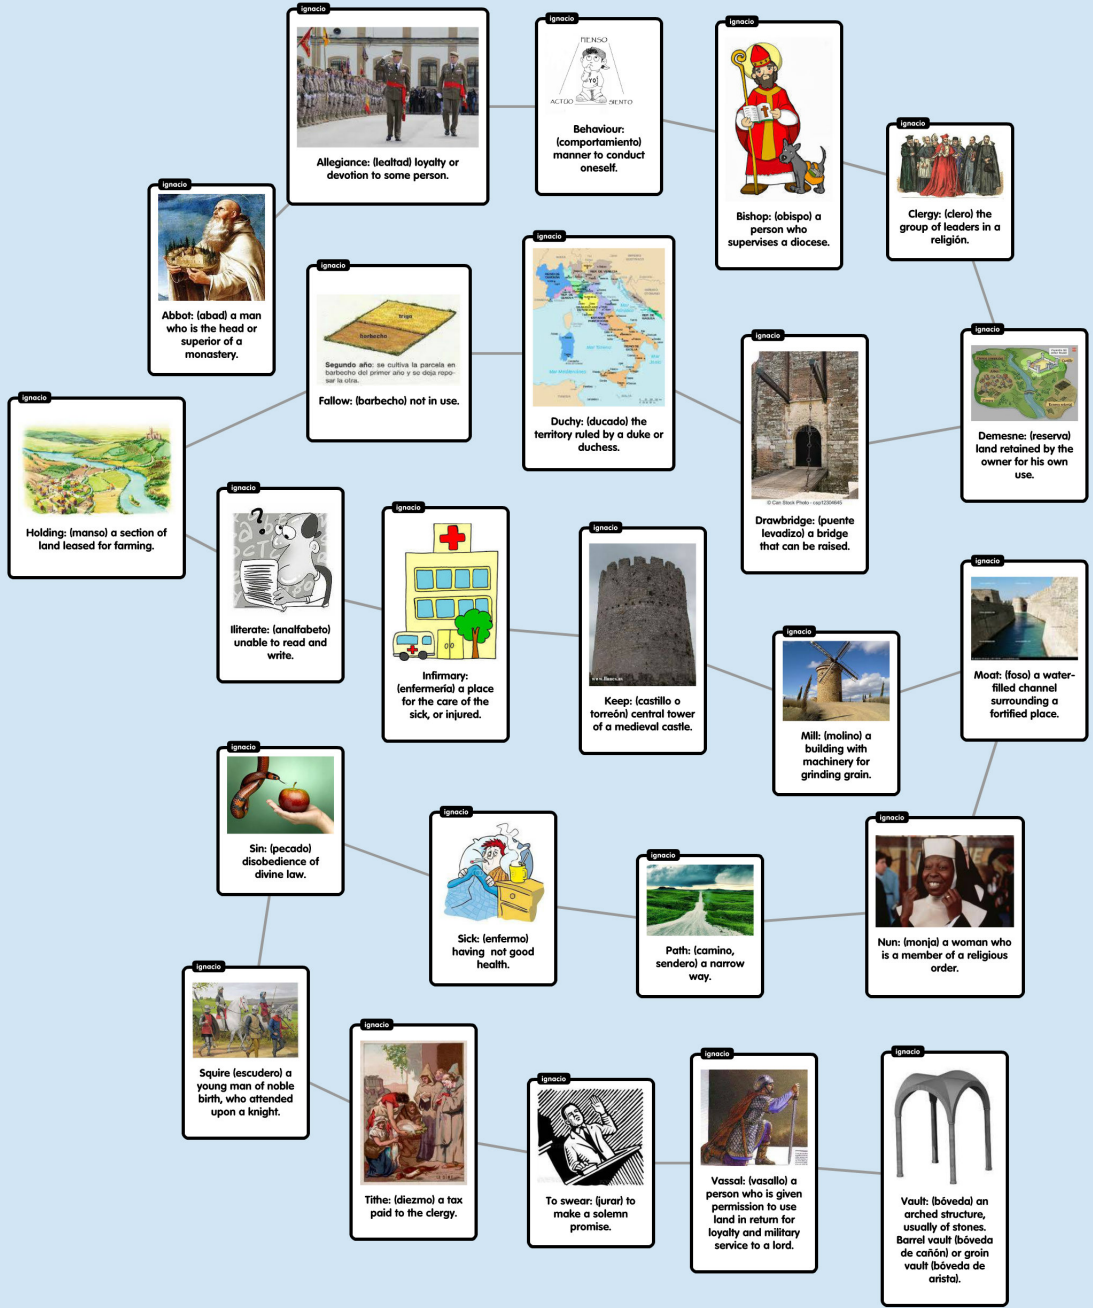 ignacio
Abbot: (abad) a man
who is the head or
superior of a
monastery.
ignacio
Allegiance: (lealtad) loyalty or
devotion to some person.
ignacio
PIENSO
YO
ACTÚO
SIENTO
Behaviour:
(comportamiento)
manner to conduct
oneself.
ignacio
Bishop: (obispo) a
person who
supervises a diocese.
ignacio
Clergy: (clero) the
group of leaders in a
religión.
ignacio
Demesne: (reserva)
land retained by the
owner for his own
use.
ignacio
© Can Stock Photo - csp12304645
Drawbridge: (puente
levadizo) a bridge
that can be raised.
ignacio
Duchy: (ducado) the
territory ruled by a duke or
duchess.
ignacio
trigo
barbecho
Segundo año: se cultiva la parcela en
barbecho del primer año y se deja repo-
sar la otra.
Fallow: (barbecho) not in use.
ignacio
Holding: (manso) a section of
land leased for farming.
ignacio
?
Iliterate: (analfabeto)
unable to read and
write.
ignacio
Infirmary:
(enfermería) a place
for the care of the
sick, or injured.
ignacio
www.llanes.as
Keep: (castillo o
torreón) central tower
of a medieval castle.
ignacio
Mill: (molino) a
building with
machinery for
grinding grain.
ignacio
Moat: (foso) a water-
filled channel
surrounding a
fortified place.
ignacio
Nun: (monja) a woman who
is a member of a religious
order.
ignacio
Path: (camino,
sendero) a narrow
way.
ignacio
Sick: (enfermo)
having  not good
health.
ignacio
Sin: (pecado)
disobedience of
divine law.
ignacio
Squire (escudero) a
young man of noble
birth, who attended
upon a knight.
ignacio
Tithe: (diezmo) a tax
paid to the clergy.
ignacio
To swear: (jurar) to
make a solemn
promise.
ignacio
Vassal: (vasallo) a
person who is given
permission to use
land in return for
loyalty and military
service to a lord.
ignacio
Vault: (bóveda) an
arched structure,
usually of stones.
Barrel vault (bóveda
de cañón) or groin
vault (bóveda de
arista).